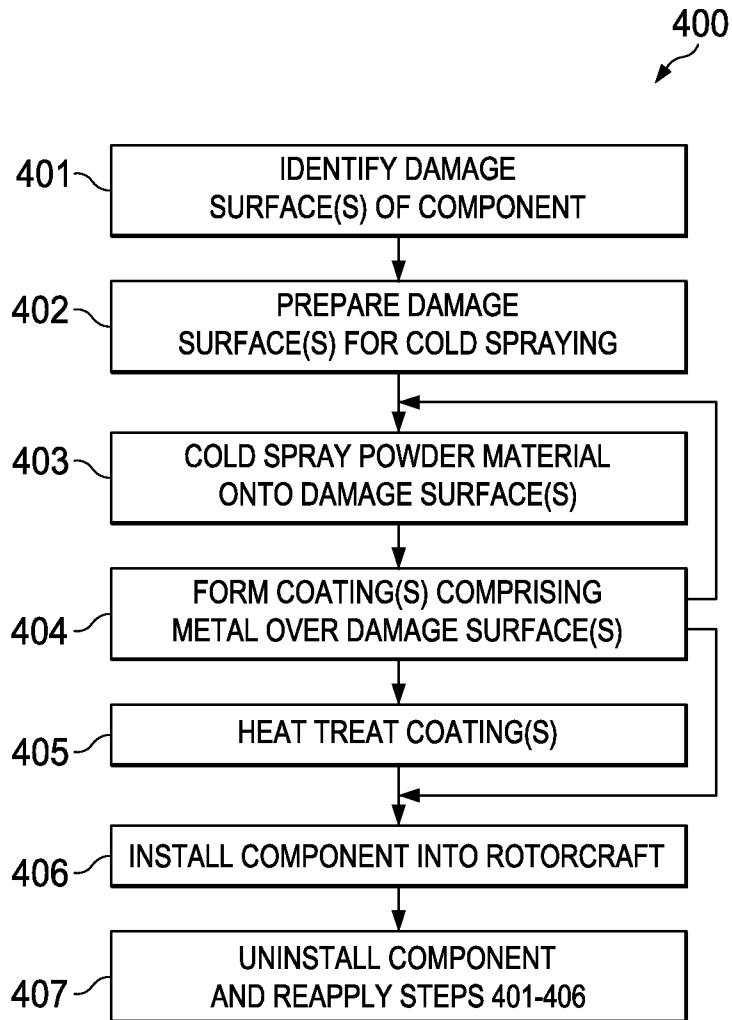 400
401
IDENTIFY DAMAGE
SURFACE(S) OF COMPONENT
402
PREPARE DAMAGE
SURFACE(S) FOR COLD SPRAYING
403
COLD SPRAY POWDER MATERIAL
ONTO DAMAGE SURFACE(S)
404
FORM COATING(S) COMPRISING
METAL OVER DAMAGE SURFACE(S)
405
HEAT TREAT COATING(S)
406
INSTALL COMPONENT INTO ROTORCRAFT
407
UNINSTALL COMPONENT
AND REAPPLY STEPS 401-406